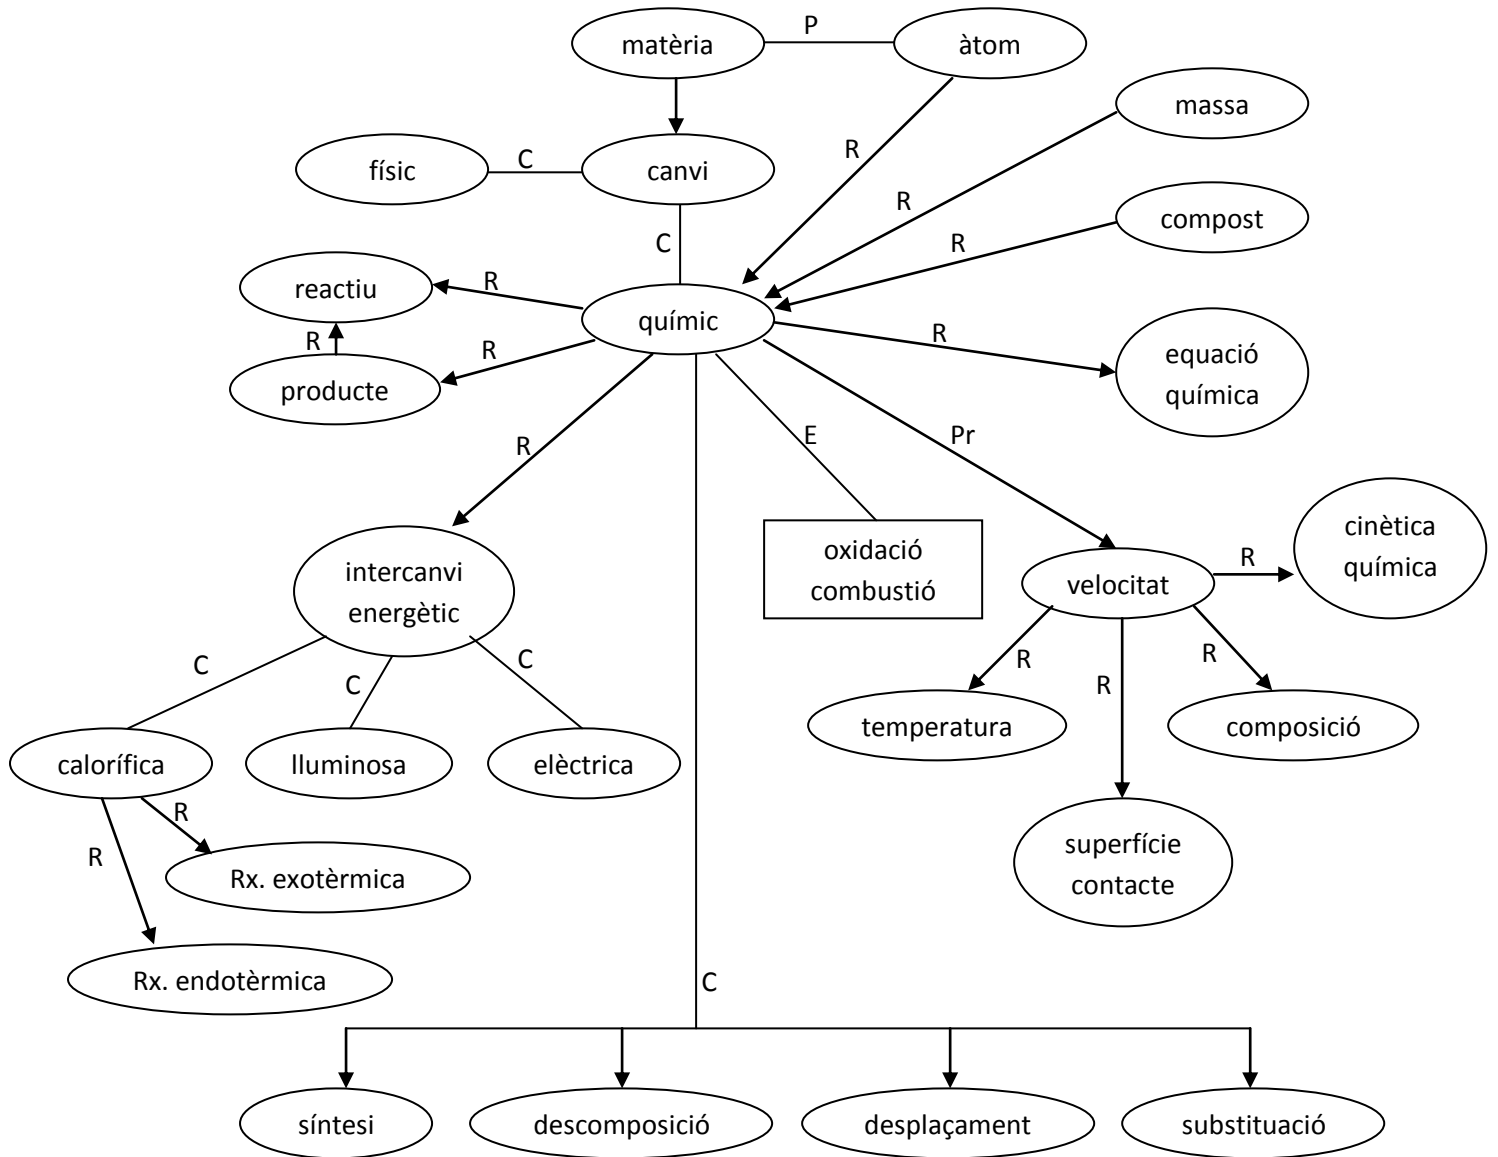 P
matèria
àtom
massa
R
C
físic
canvi
R
compost
C
R
R
reactiu
químic
R
R
R
equació
química
producte
R
E
Pr
cinètica
química
oxidació
combustió
intercanvi
energètic
R
velocitat
C
C
C
R
R
R
temperatura
composició
calorífica
lluminosa
elèctrica
R
superfície
contacte
R
Rx. exotèrmica
Rx. endotèrmica
C
síntesi
descomposició
desplaçament
substituació